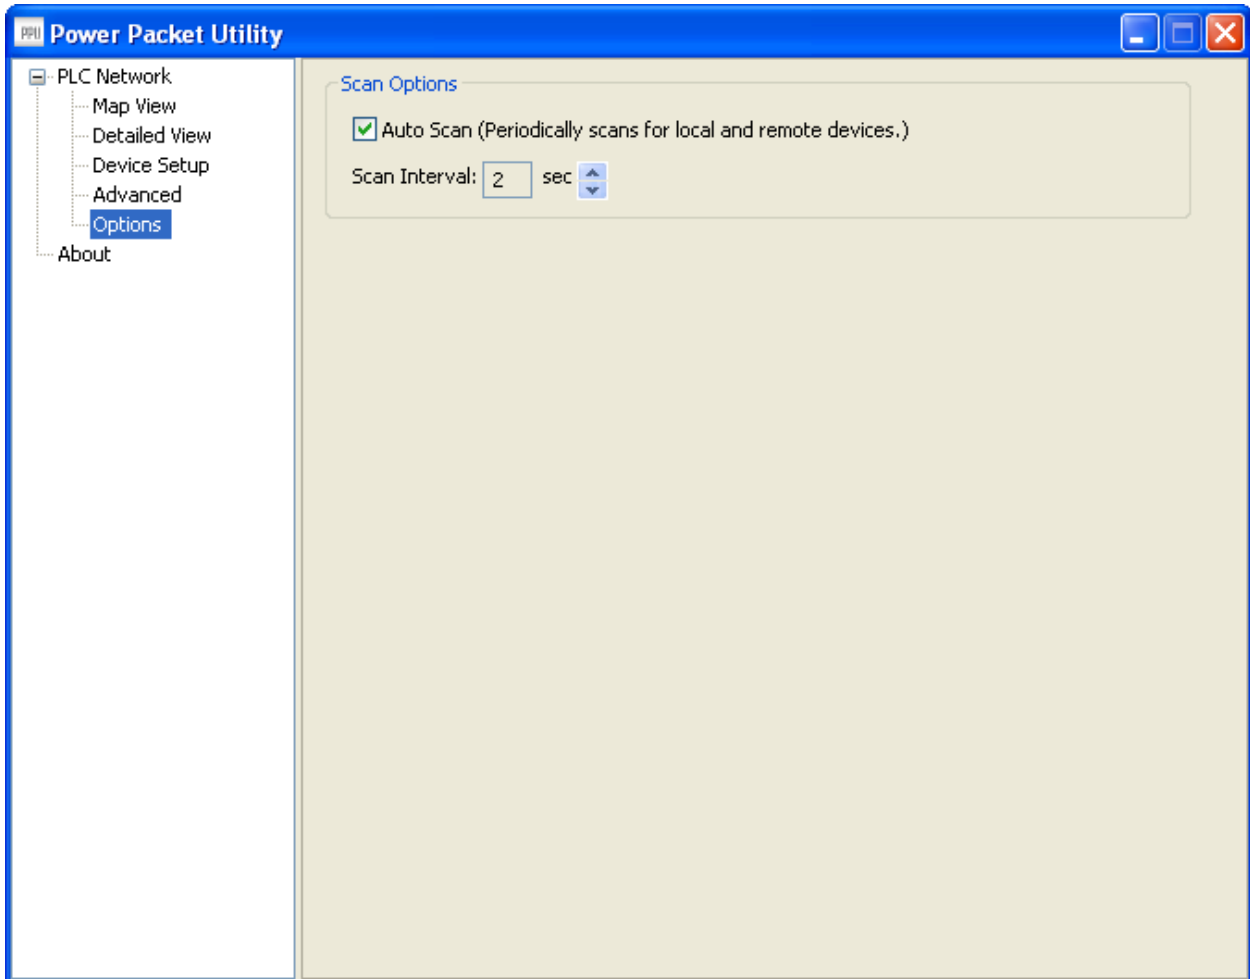 PPU Power Packet Utility
PLC Network
Map View
Detailed View
Device Setup
Advanced
Options
About
Scan Options
Auto Scan (Periodically scans for local and remote devices.)
Scan Interval: 2 sec